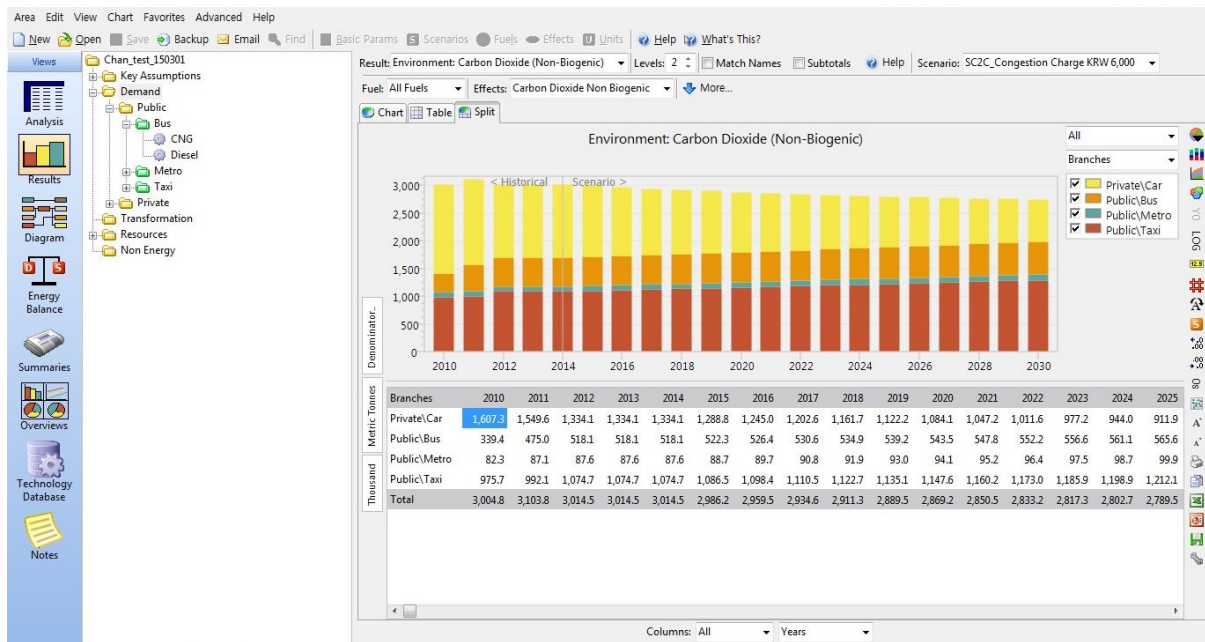 Area Edit View Chart Favorites Advanced Help
New Open Save Backup Email Find Basic Params Scenarios Fuels Effects Units Help What's This?
Views
Analysis
Results
Diagram
Energy
Balance
Summaries
Overviews
Technology
Database
Notes
Chan_test_150301
Key Assumptions
Demand
Public
Bus
CNG
Diesel
Metro
Taxi
Private
Transformation
Resources
Non Energy
Result: Environment: Carbon Dioxide (Non-Biogenic) Levels: 2 Match Names Subtotals Help Scenario: SC2C_Congestion Charge KRW 6,000
Fuel: All Fuels Effects: Carbon Dioxide Non Biogenic More...
Chart Table Split
Environment: Carbon Dioxide (Non-Biogenic)
< Historical Scenario >
3,000
2,500
2,000
1,500
1,000
500
0
2010 2012 2014 2016 2018 2020 2022 2024 2026 2028 2030
All
Branches
Private\Car
Public\Bus
Public\Metro
Public\Taxi
Denominator..
Metric Tonnes
Thousand
Branches 2010 2011 2012 2013 2014 2015 2016 2017 2018 2019 2020 2021 2022 2023 2024 2025
Private\Car 1,607.3 1,549.6 1,334.1 1,334.1 1,334.1 1,288.8 1,245.0 1,202.6 1,161.7 1,122.2 1,084.1 1,047.2 1,011.6 977.2 944.0 911.9
Public\Bus 339.4 475.0 518.1 518.1 518.1 522.3 526.4 530.6 534.9 539.2 543.5 547.8 552.2 556.6 561.1 565.6
Public\Metro 82.3 87.1 87.6 87.6 87.6 88.7 89.7 90.8 91.9 93.0 94.1 95.2 96.4 97.5 98.7 99.9
Public\Taxi 975.7 992.1 1,074.7 1,074.7 1,074.7 1,086.5 1,098.4 1,110.5 1,122.7 1,135.1 1,147.6 1,160.2 1,173.0 1,185.9 1,198.9 1,212.1
Total 3,004.8 3,103.8 3,014.5 3,014.5 3,014.5 2,986.2 2,959.5 2,934.6 2,911.3 2,889.5 2,869.2 2,850.5 2,833.2 2,817.3 2,802.7 2,789.5
Columns: All Years
LOG